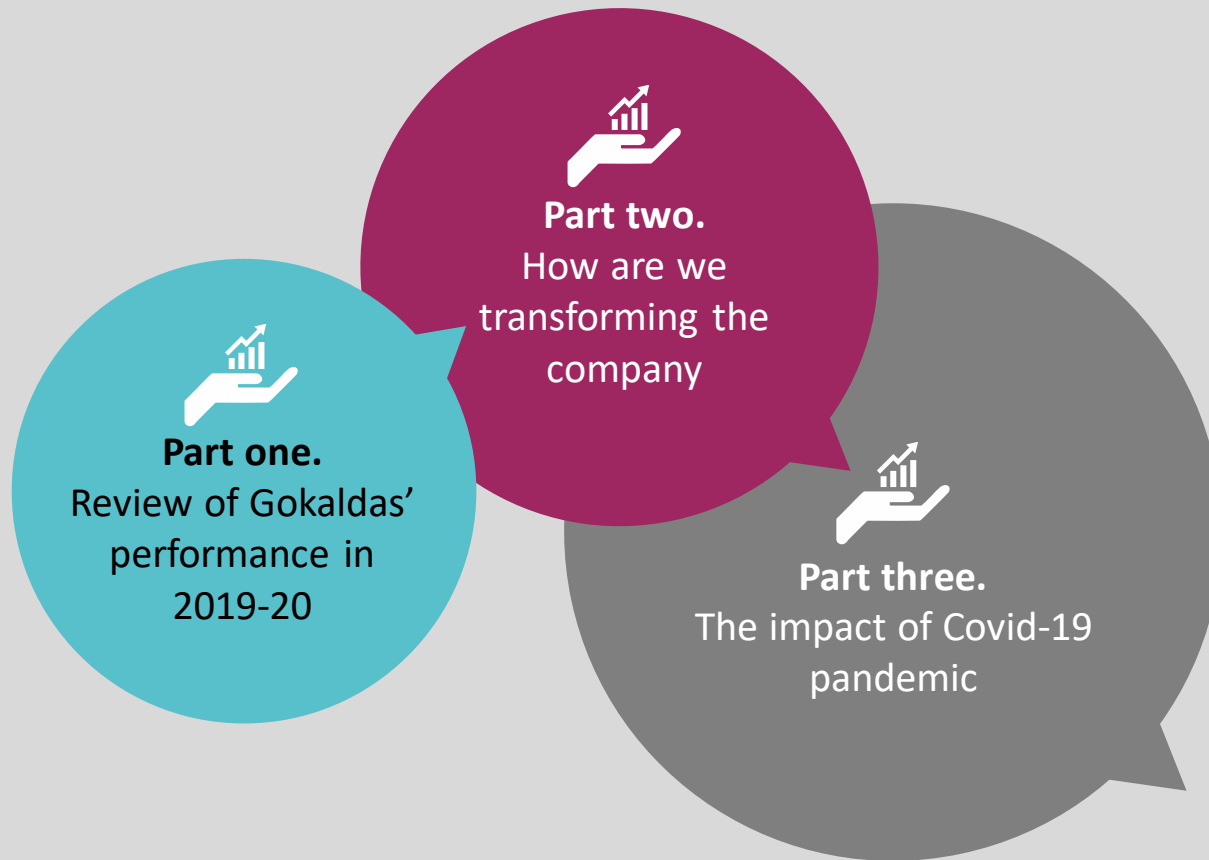 Part one.
Review of Gokaldas’
performance in
2019-20
Part two.
How are we
transforming the
company
Part three.
The impact of Covid-19
pandemic